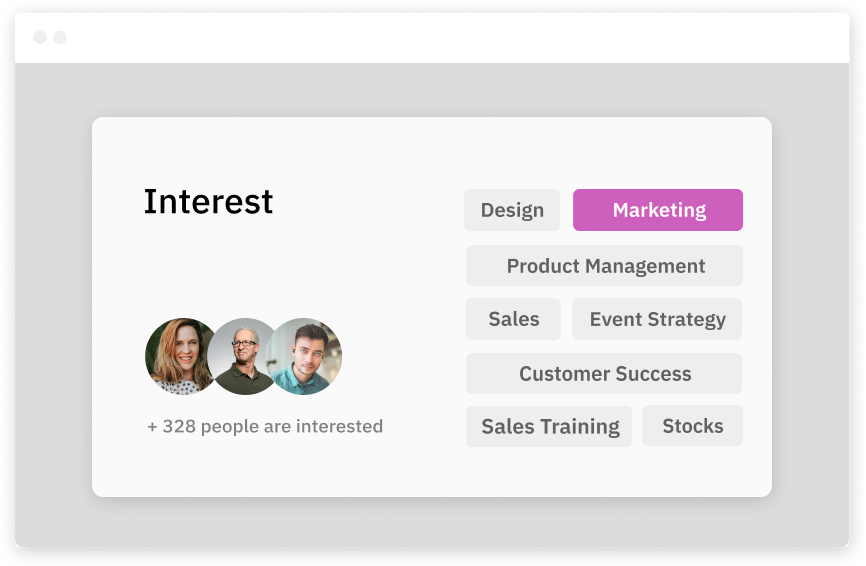 Interest
+ 328 people are interested
Design
Marketing
Product Management
Sales
Event Strategy
Customer Success
Sales Training
Stocks